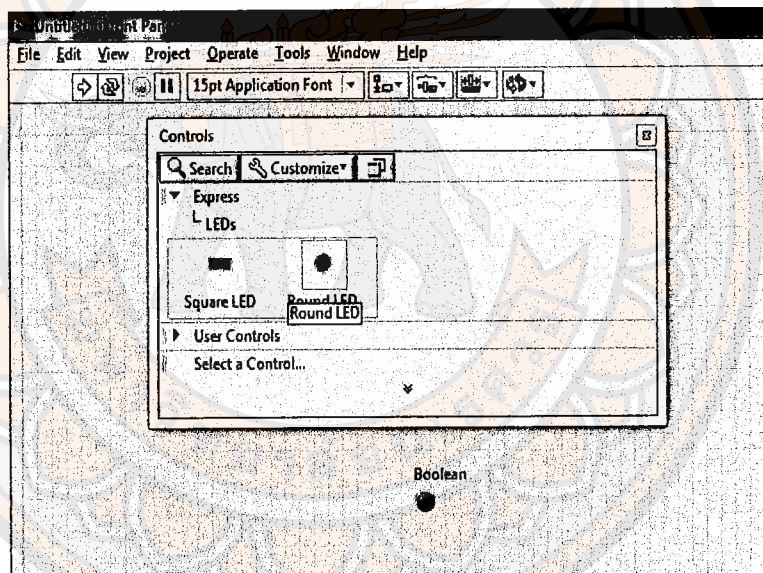 File Edit View Project Operate Tools Window Help
15pt Application Font
Controls
Search Customize
Express
LEDs
Square LED Round LED
Round LED
User Controls
Select a Control...
Boolean